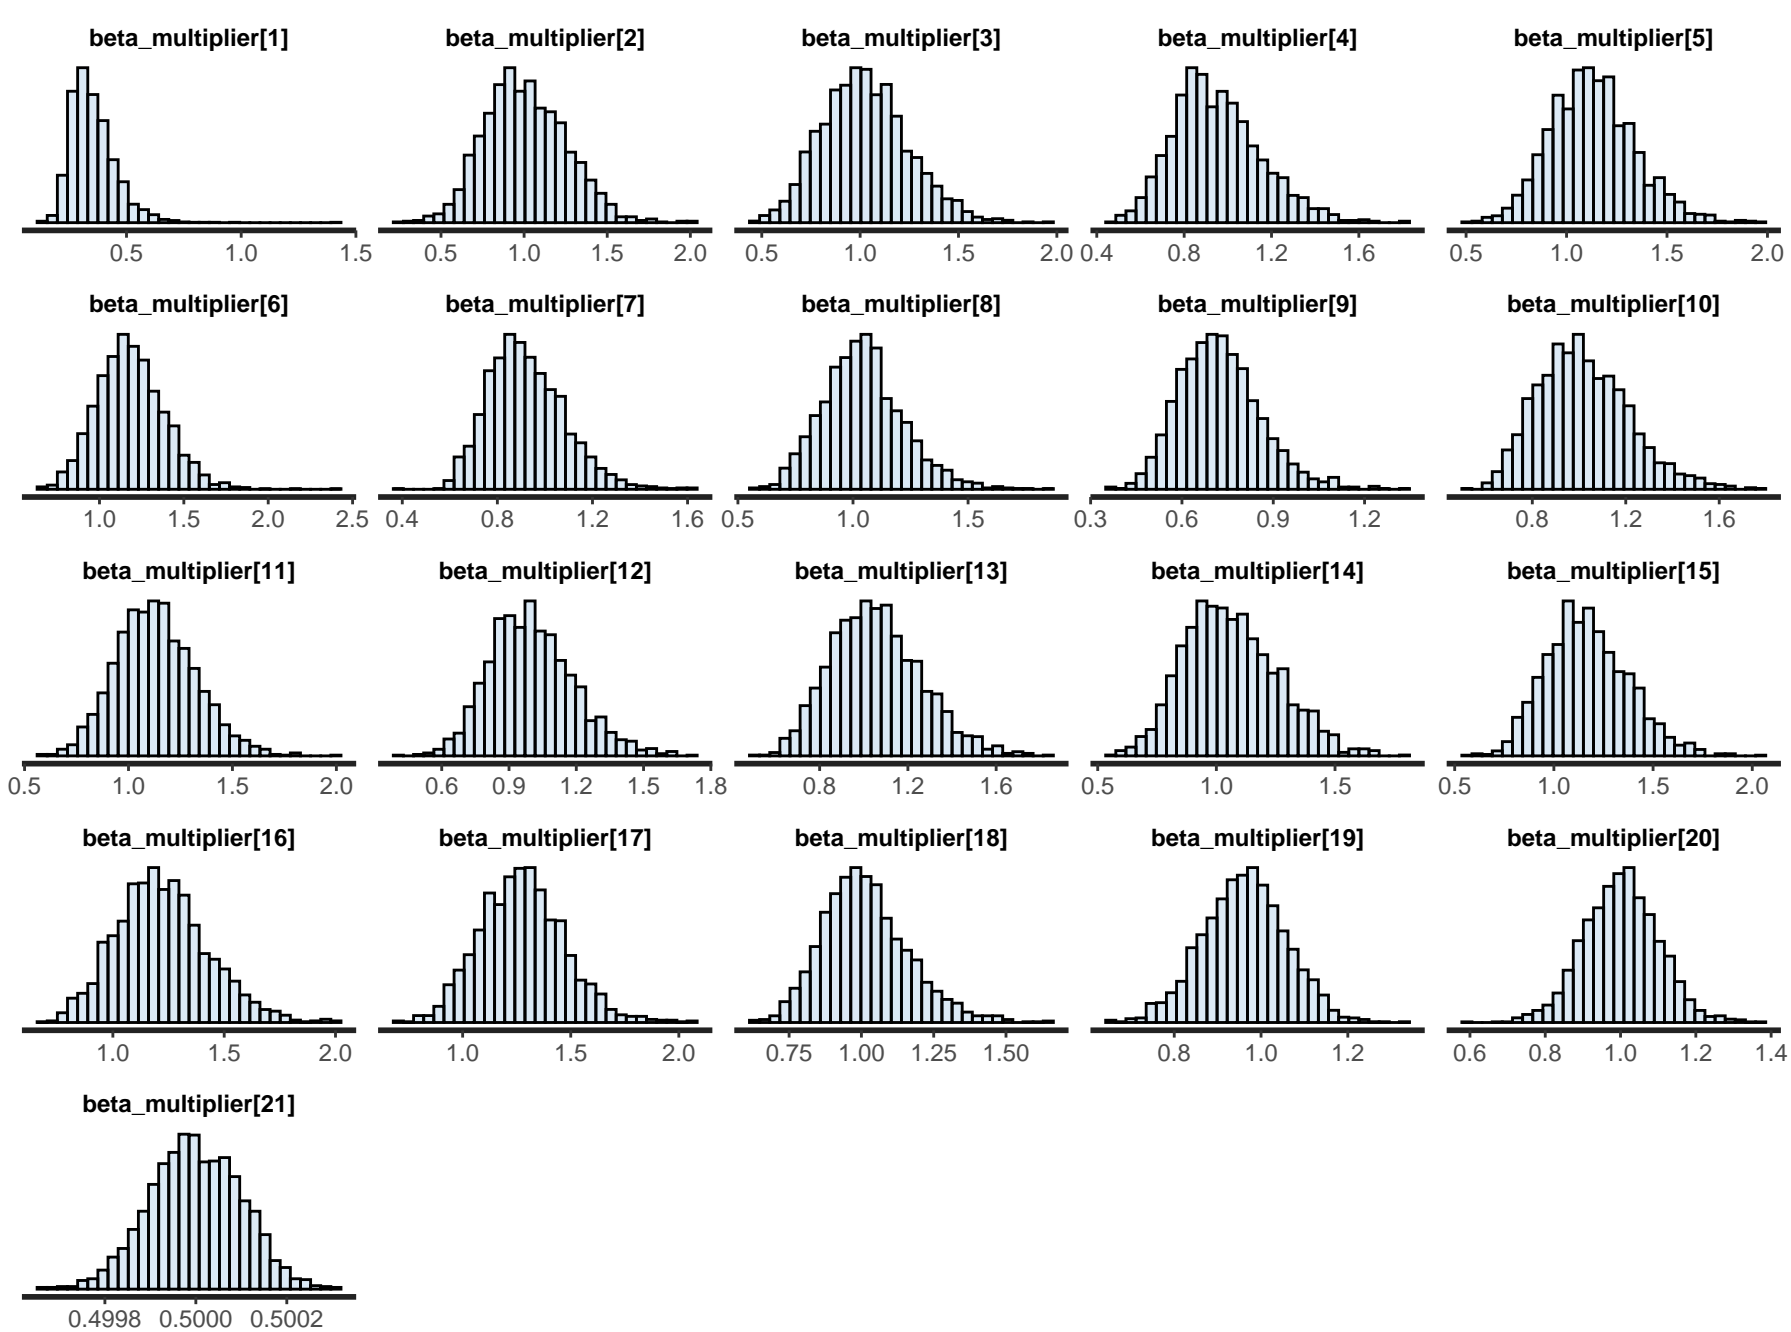 beta_multiplier[1] beta_multiplier[2] beta_multiplier[3] beta_multiplier[4] beta_multiplier[5]
0.5 1.0 1.5 0.5 1.0 1.5 2.0 0.5 1.0 1.5 2.0 0.4 0.8 1.2 1.6 0.5 1.0 1.5 2.0
beta_multiplier[6] beta_multiplier[7] beta_multiplier[8] beta_multiplier[9] beta_multiplier[10]
1.0 1.5 2.0 2.5 0.4 0.8 1.2 1.6 0.5 1.0 1.5 0.3 0.6 0.9 1.2 0.8 1.2 1.6
beta_multiplier[11] beta_multiplier[12] beta_multiplier[13] beta_multiplier[14] beta_multiplier[15]
0.5 1.0 1.5 2.0 0.6 0.9 1.2 1.5 1.8 0.8 1.2 1.6 0.5 1.0 1.5 0.5 1.0 1.5 2.0
beta_multiplier[16] beta_multiplier[17] beta_multiplier[18] beta_multiplier[19] beta_multiplier[20]
1.0 1.5 2.0 1.0 1.5 2.0 0.75 1.00 1.25 1.50 0.8 1.0 1.2 0.6 0.8 1.0 1.2 1.4
beta_multiplier[21]
0.4998 0.5000 0.5002